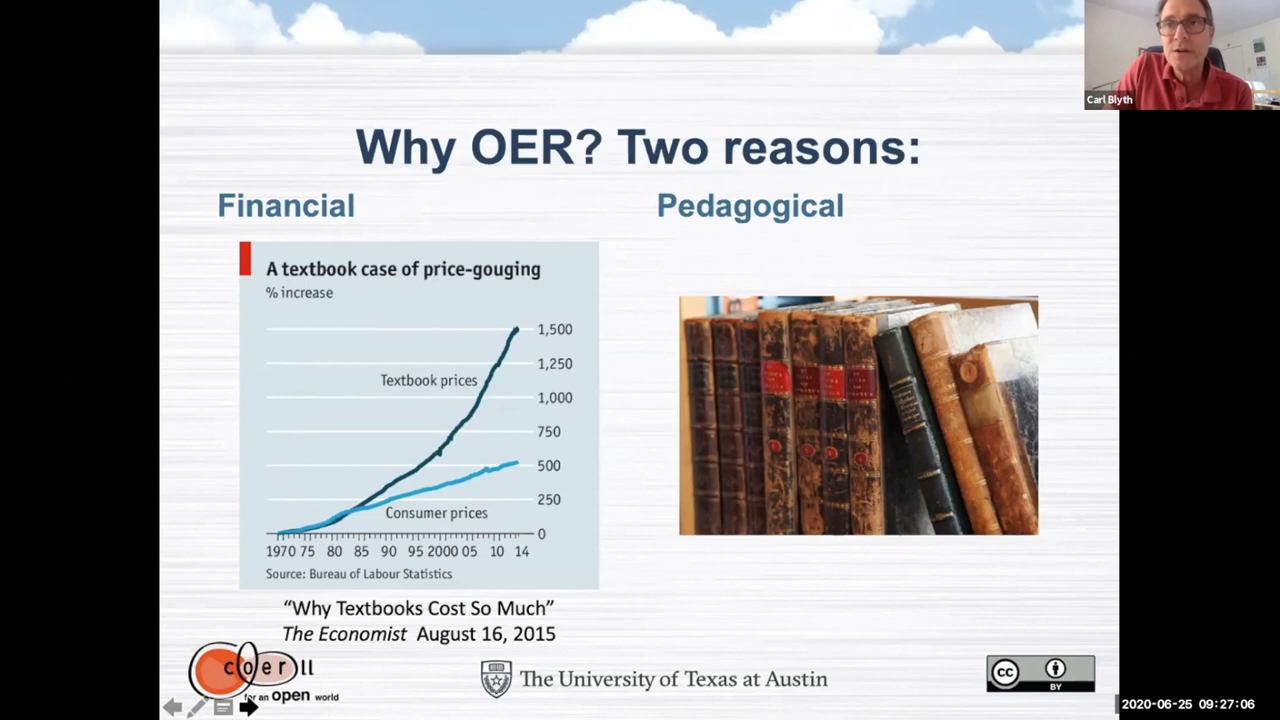 Carl Blyth
Why OER? Two reasons:
Financial
Pedagogical
A textbook case of price-gouging
% increase
1,500
1,250
1,000
750
500
250
0
Textbook prices
Consumer prices
1970 75 80 85 90 95 2000 05 10 14
Source: Bureau of Labour Statistics
“Why Textbooks Cost So Much”
The Economist August 16, 2015
coerll
for an open world
The University of Texas at Austin
cc
BY
2020-06-25 09:27:06